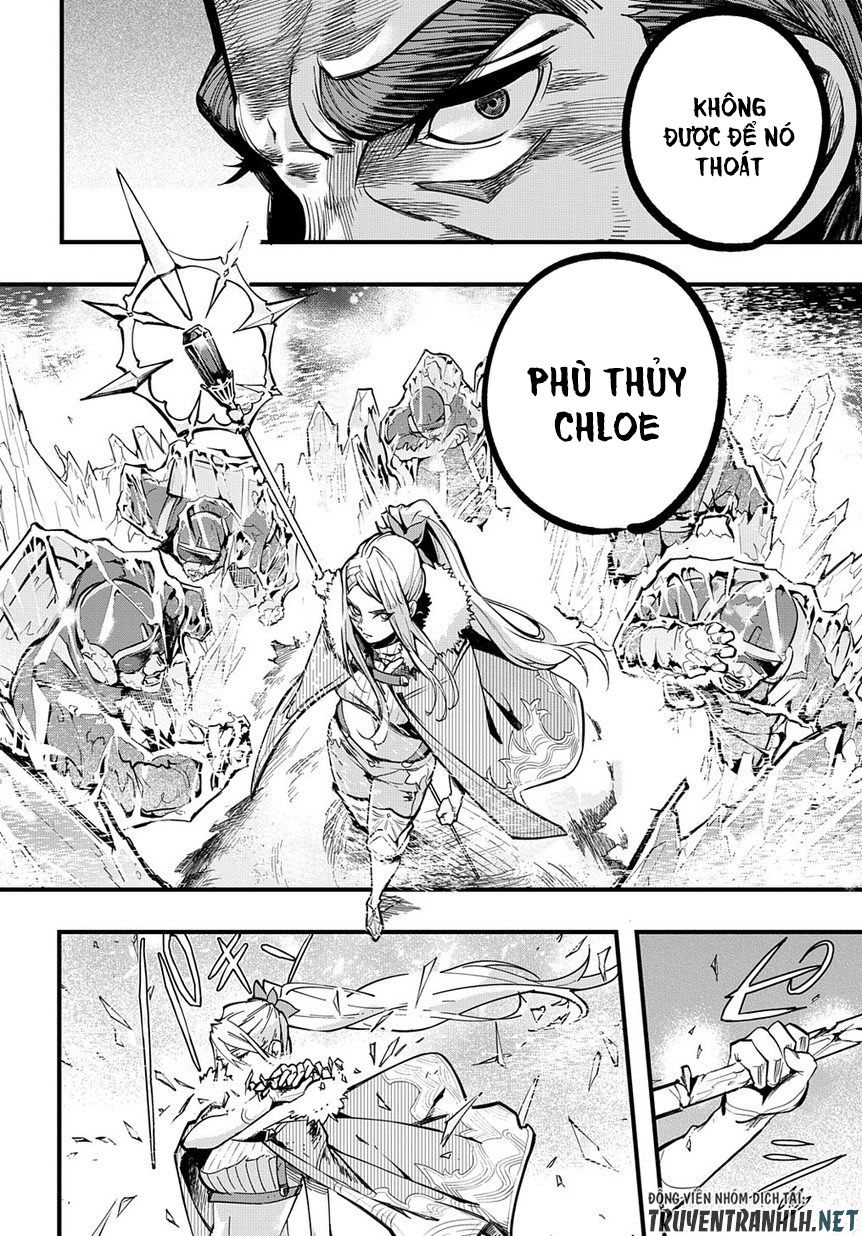 KHÔNG
ĐƯỢC ĐỂ NÓ
THOÁT
PHÙ THỦY
CHLOE
ĐỘNG VIÊN NHÓM DỊCH TẠI:
TRUYENTRANHLH.NET